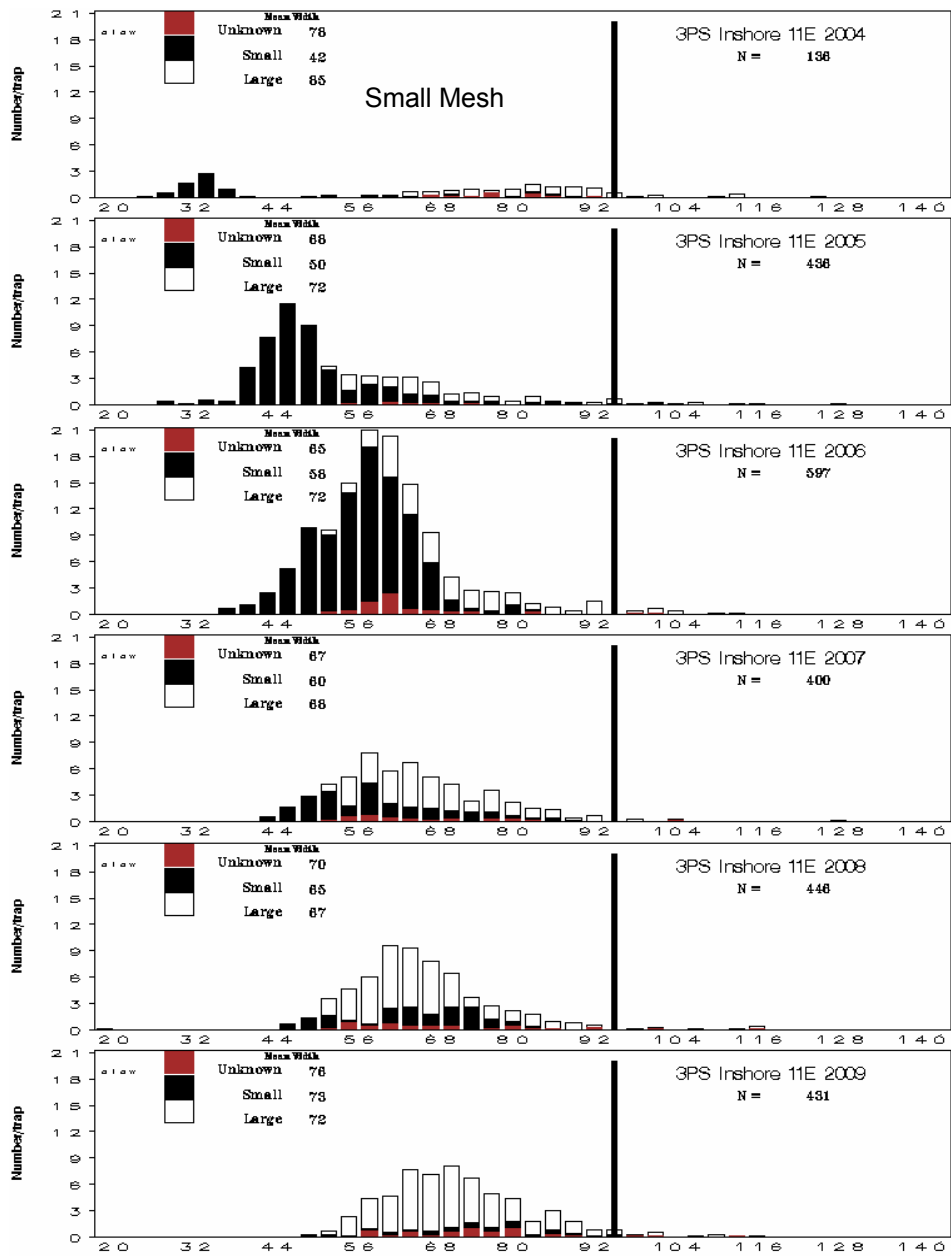 Mean Width
Unknown 78
Small 42
Large 85
claw
3PS Inshore 11E 2004
N = 136
Small Mesh
Number/trap
21
18
15
12
9
6
3
0
20 32 44 56 68 80 92 104 116 128 140
Mean Width
Unknown 68
Small 50
Large 72
claw
3PS Inshore 11E 2005
N = 436
Number/trap
21
18
15
12
9
6
3
0
20 32 44 56 68 80 92 104 116 128 140
Mean Width
Unknown 65
Small 58
Large 72
claw
3PS Inshore 11E 2006
N = 597
Number/trap
21
18
15
12
9
6
3
0
20 32 44 56 68 80 92 104 116 128 140
Mean Width
Unknown 67
Small 60
Large 68
claw
3PS Inshore 11E 2007
N = 400
Number/trap
21
18
15
12
9
6
3
0
20 32 44 56 68 80 92 104 116 128 140
Mean Width
Unknown 70
Small 65
Large 67
claw
3PS Inshore 11E 2008
N = 446
Number/trap
21
18
15
12
9
6
3
0
20 32 44 56 68 80 92 104 116 128 140
Mean Width
Unknown 76
Small 73
Large 72
claw
3PS Inshore 11E 2009
N = 431
Number/trap
21
18
15
12
9
6
3
0
20 32 44 56 68 80 92 104 116 128 140